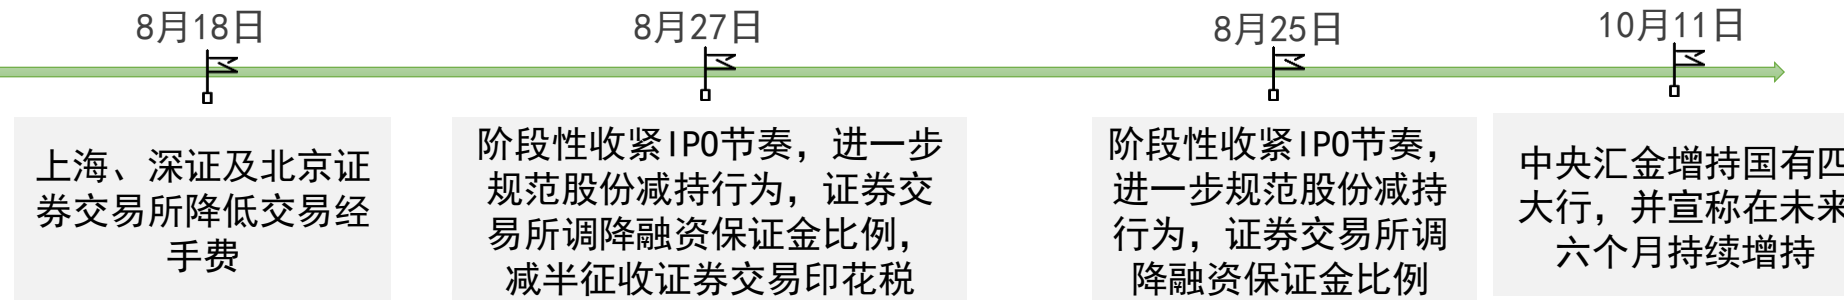 8月18日
8月27日
8月25日
10月11日
上海、深证及北京证
券交易所降低交易经
手费
阶段性收紧IPO节奏，进一步
规范股份减持行为，证券交
易所调降融资保证金比例，
减半征收证券交易印花税
阶段性收紧IPO节奏，
进一步规范股份减持
行为，证券交易所调
降融资保证金比例
中央汇金增持国有四
大行，并宣称在未来
六个月持续增持